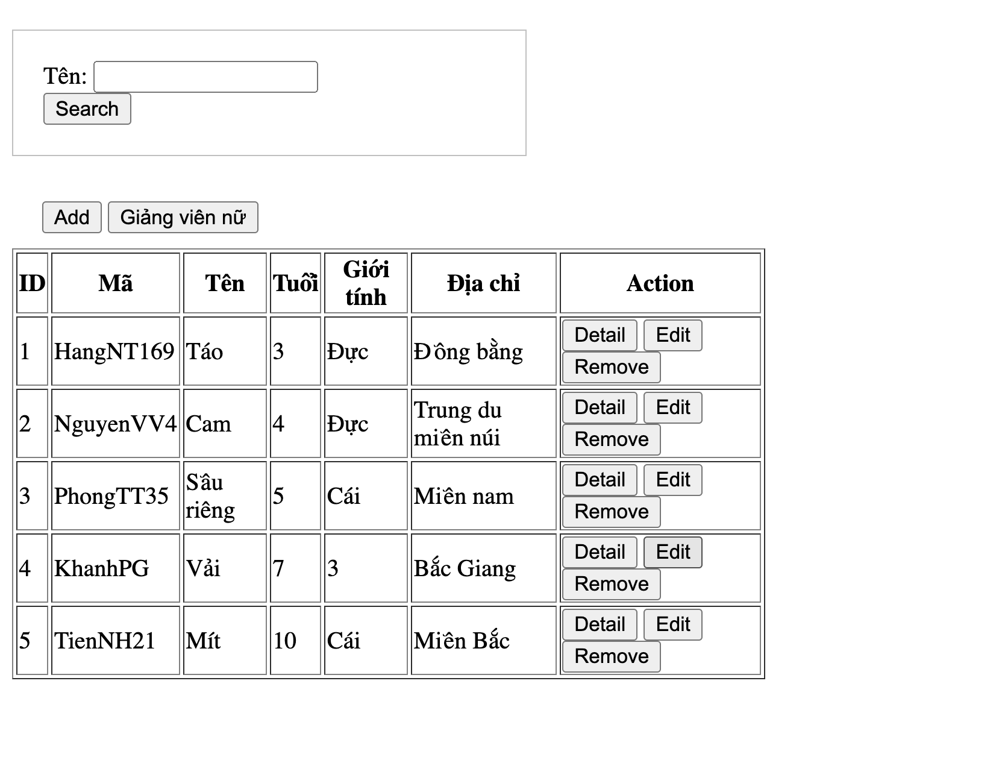 Tên:
Search
Add Giảng viên nữ
ID Mã Tên Tuổi Giới tính Địa chỉ Action
1 HangNT169 Táo 3 Đực Đồng bằng Detail Edit Remove
2 NguyenVV4 Cam 4 Đực Trung du miền núi Detail Edit Remove
3 PhongTT35 Sầu riêng 5 Cái Miền nam Detail Edit Remove
4 KhanhPG Vải 7 3 Bắc Giang Detail Edit Remove
5 TienNH21 Mít 10 Cái Miền Bắc Detail Edit Remove